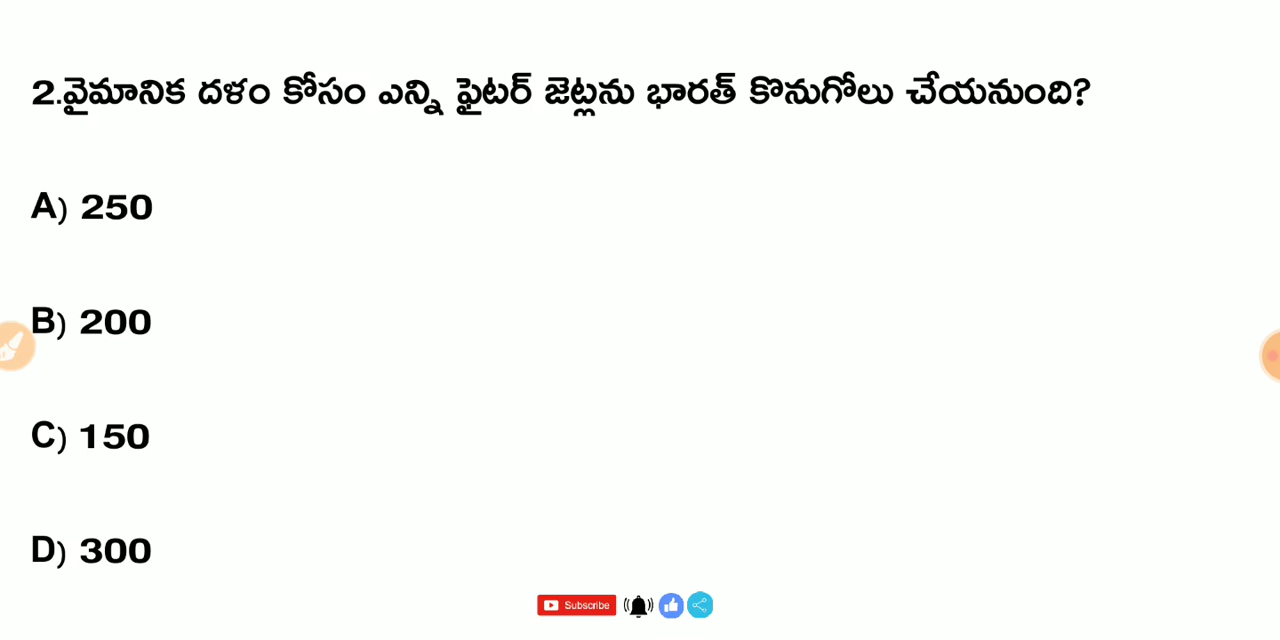 2.వైమానిక దళం కోసం ఎన్ని ఫైటర్ జెట్లను భారత్ కొనుగోలు చేయనుంది?
A) 250
B) 200
C) 150
D) 300
Subscribe